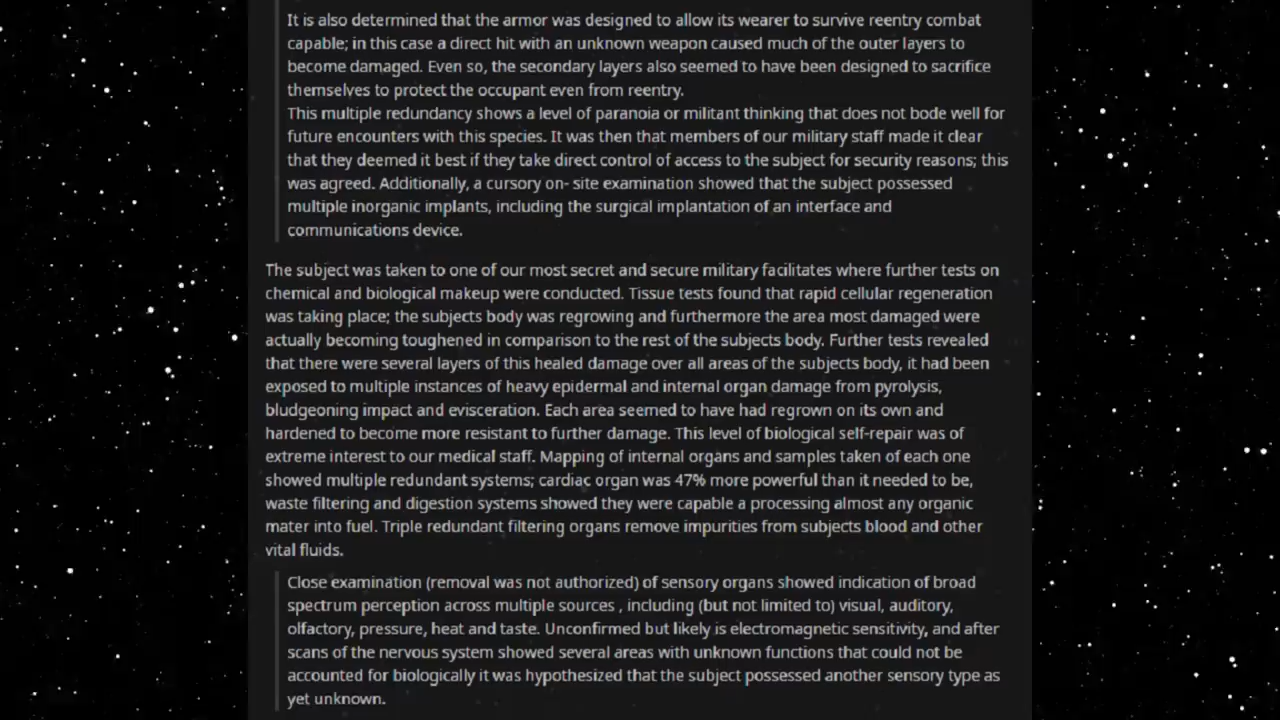 It is also determined that the armor was designed to allow its wearer to survive reentry combat
capable; in this case a direct hit with an unknown weapon caused much of the outer layers to
become damaged. Even so, the secondary layers also seemed to have been designed to sacrifice
themselves to protect the occupant even from reentry.
This multiple redundancy shows a level of paranoia or militant thinking that does not bode well for
future encounters with this species. It was then that members of our military staff made it clear
that they deemed it best if they take direct control of access to the subject for security reasons; this
was agreed. Additionally, a cursory on- site examination showed that the subject possessed
multiple inorganic implants, including the surgical implantation of an interface and
communications device.
The subject was taken to one of our most secret and secure military facilitates where further tests on
chemical and biological makeup were conducted. Tissue tests found that rapid cellular regeneration
was taking place; the subjects body was regrowing and furthermore the area most damaged were
actually becoming toughened in comparison to the rest of the subjects body. Further tests revealed
that there were several layers of this healed damage over all areas of the subjects body, it had been
exposed to multiple instances of heavy epidermal and internal organ damage from pyrolysis,
bludgeoning impact and evisceration. Each area seemed to have had regrown on its own and
hardened to become more resistant to further damage. This level of biological self-repair was of
extreme interest to our medical staff. Mapping of internal organs and samples taken of each one
showed multiple redundant systems; cardiac organ was 47% more powerful than it needed to be,
waste filtering and digestion systems showed they were capable a processing almost any organic
mater into fuel. Triple redundant filtering organs remove impurities from subjects blood and other
vital fluids.
Close examination (removal was not authorized) of sensory organs showed indication of broad
spectrum perception across multiple sources , including (but not limited to) visual, auditory,
olfactory, pressure, heat and taste. Unconfirmed but likely is electromagnetic sensitivity, and after
scans of the nervous system showed several areas with unknown functions that could not be
accounted for biologically it was hypothesized that the subject possessed another sensory type as
yet unknown.